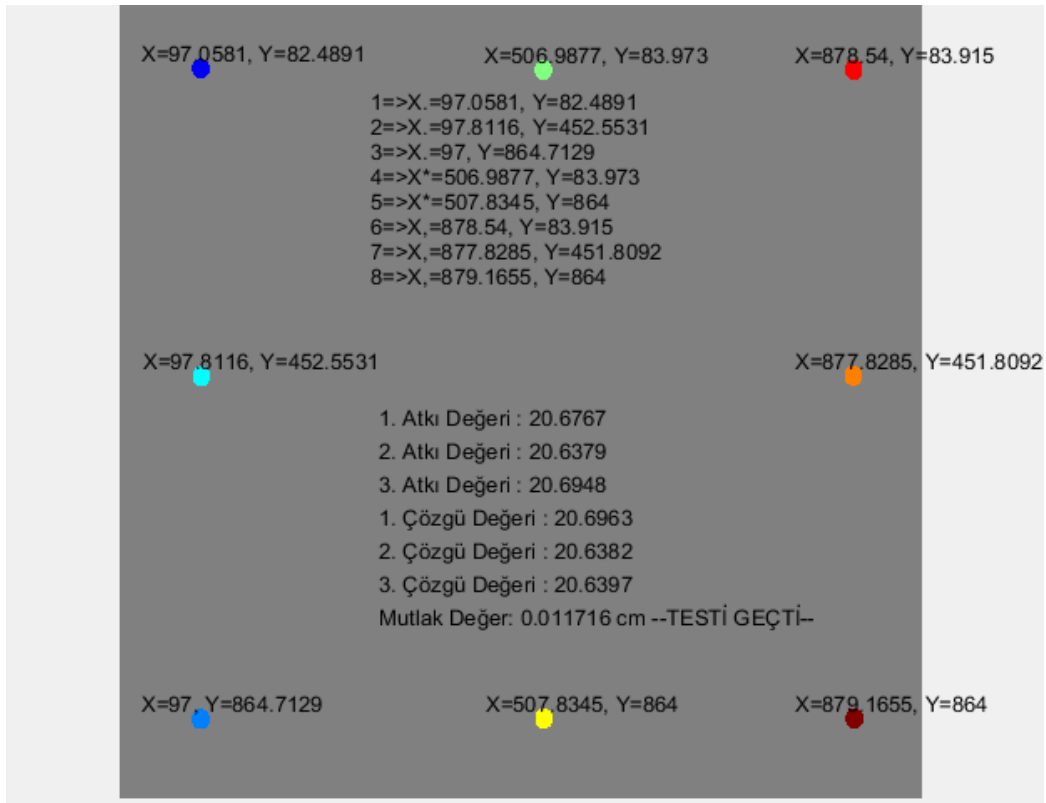 X=97.0581, Y=82.4891
X=506.9877, Y=83.973
X=878.54, Y=83.915
1=>X.=97.0581, Y=82.4891
2=>X.=97.8116, Y=452.5531
3=>X.=97, Y=864.7129
4=>X*=506.9877, Y=83.973
5=>X*=507.8345, Y=864
6=>X,=878.54, Y=83.915
7=>X,=877.8285, Y=451.8092
8=>X,=879.1655, Y=864
X=97.8116, Y=452.5531
X=877.8285, Y=451.8092
1. Atkı Değeri : 20.6767
2. Atkı Değeri : 20.6379
3. Atkı Değeri : 20.6948
1. Çözgü Değeri : 20.6963
2. Çözgü Değeri : 20.6382
3. Çözgü Değeri : 20.6397
Mutlak Değer: 0.011716 cm --TESTİ GEÇTİ--
X=97, Y=864.7129
X=507.8345, Y=864
X=879.1655, Y=864